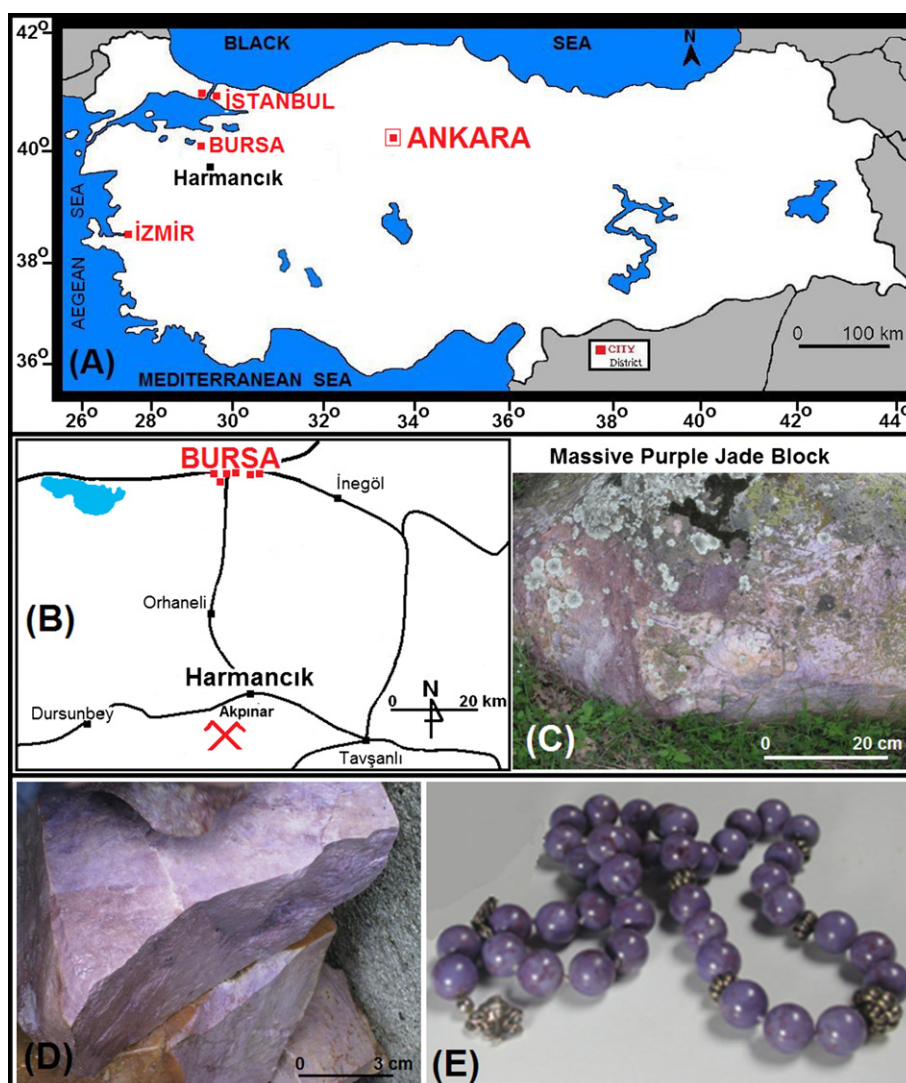 42°
40°
38°
36°
BLACK SEA
N
İSTANBUL
BURSA
Harmancık
ANKARA
İZMİR
AEGEAN SEA
MEDITERRANEAN SEA
(A)
CITY
District
0 100 km
26° 28° 30° 32° 34° 36° 38° 40° 42° 44°
BURSA
İnegöl
Orhaneli
(B)
Harmancık
Dursunbey
Akpınar
Tavşanlı
0 20 km
N
Massive Purple Jade Block
(C)
0 20 cm
(D)
0 3 cm
(E)